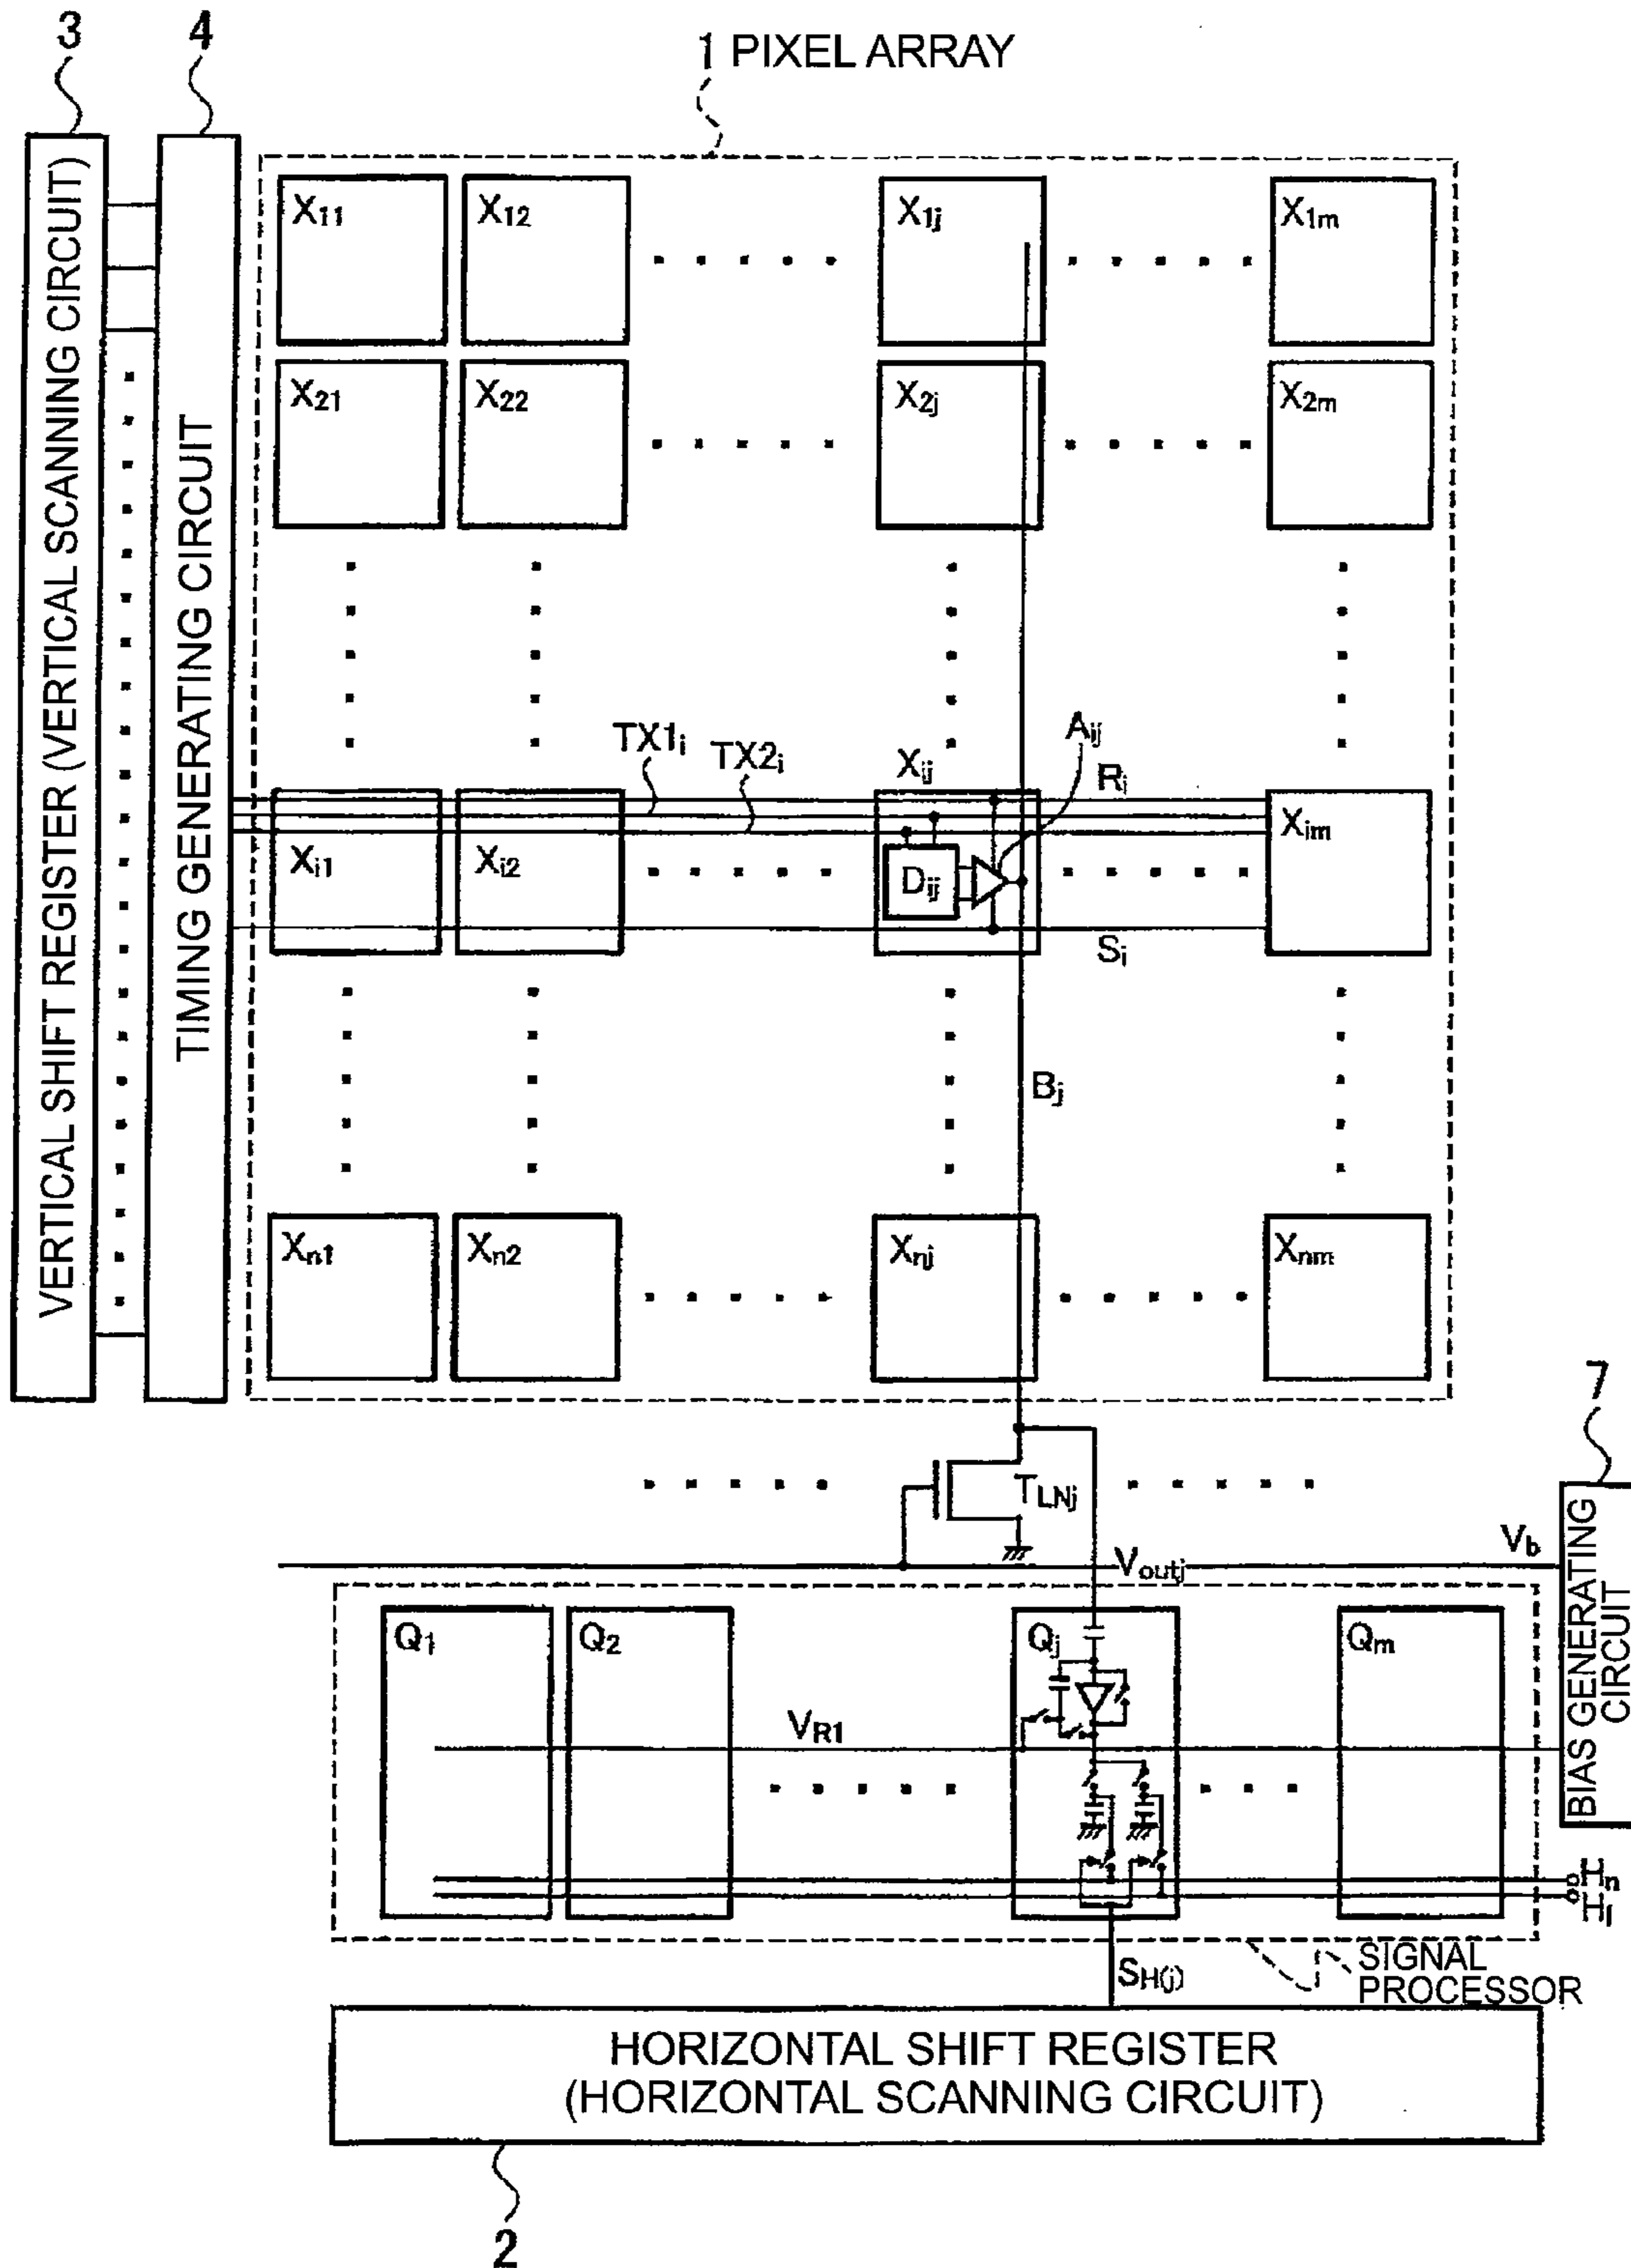 3
4
1 PIXEL ARRAY
VERTICAL SHIFT REGISTER (VERTICAL SCANNING CIRCUIT)
TIMING GENERATING CIRCUIT
X11 X12 X1j X1m
X21 X22 X2j X2m
TX1i TX2i Xij Aij Ri
Xi1 Xi2 Dij Xim
Si
Bj
Xn1 Xn2 Xnj Xnm
7
TLNj
Vb
Voutj
BIAS GENERATING
CIRCUIT
Q1 Q2 Qj Qm
VR1
Hn
Hl
SIGNAL
PROCESSOR
SH(j)
HORIZONTAL SHIFT REGISTER
(HORIZONTAL SCANNING CIRCUIT)
2